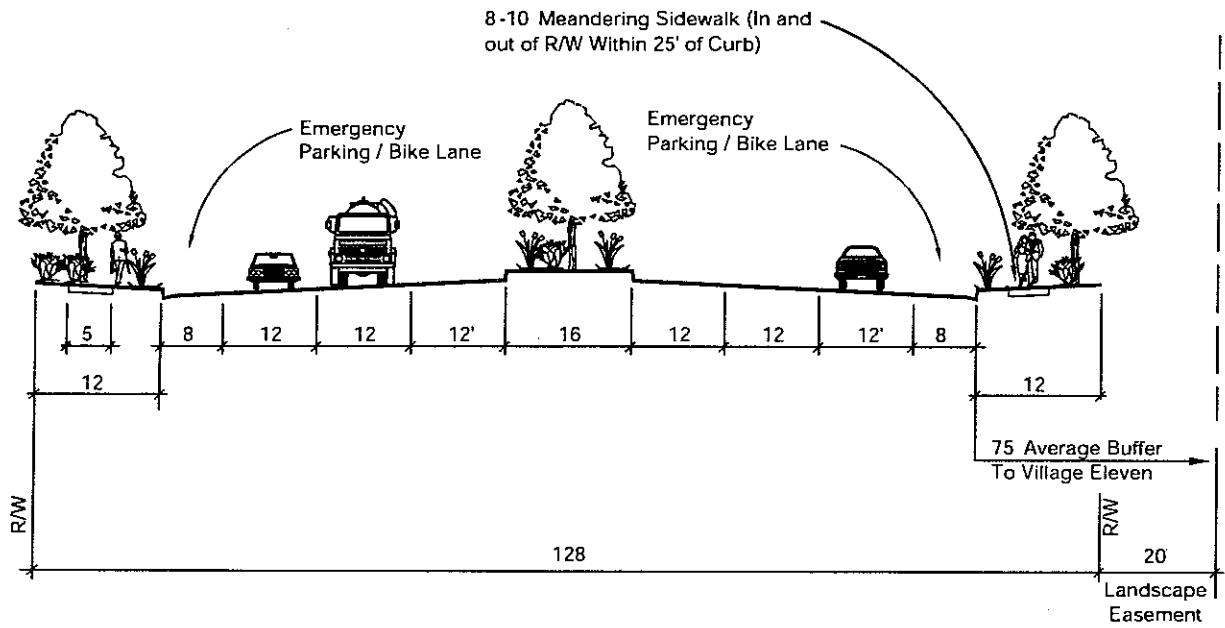 8-10 Meandering Sidewalk (In and
out of R/W Within 25' of Curb)
Emergency
Parking / Bike Lane
Emergency
Parking / Bike Lane
5
8
12
12
12'
16
12
12
12'
8
12
12
75 Average Buffer
To Village Eleven
R/W
R/W
128
20
Landscape
Easement